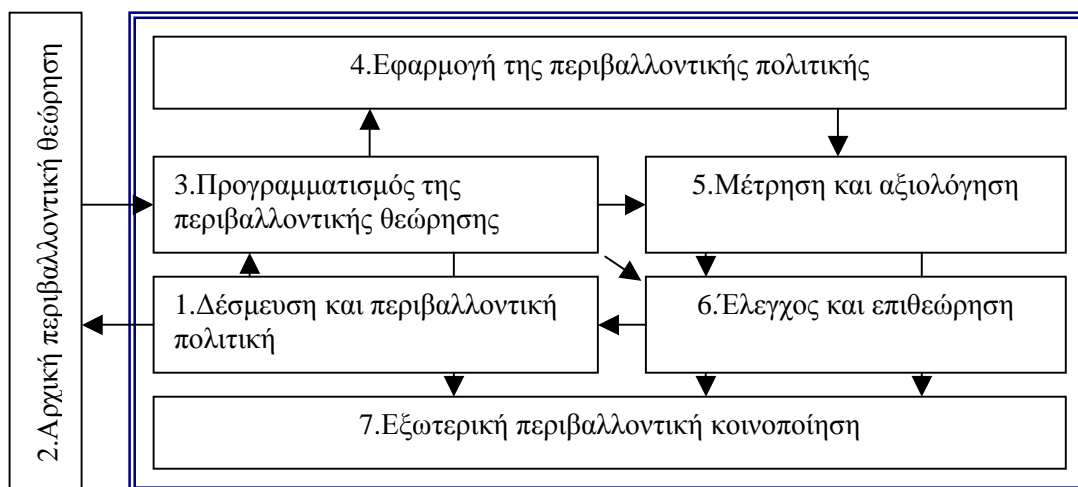 2.Αρχική περιβαλλοντική θεώρηση
4.Εφαρμογή της περιβαλλοντικής πολιτικής
3.Προγραμματισμός της
περιβαλλοντικής θεώρησης
5.Μέτρηση και αξιολόγηση
1.Δέσμευση και περιβαλλοντική
πολιτική
6.Έλεγχος και επιθεώρηση
7.Εξωτερική περιβαλλοντική κοινοποίηση